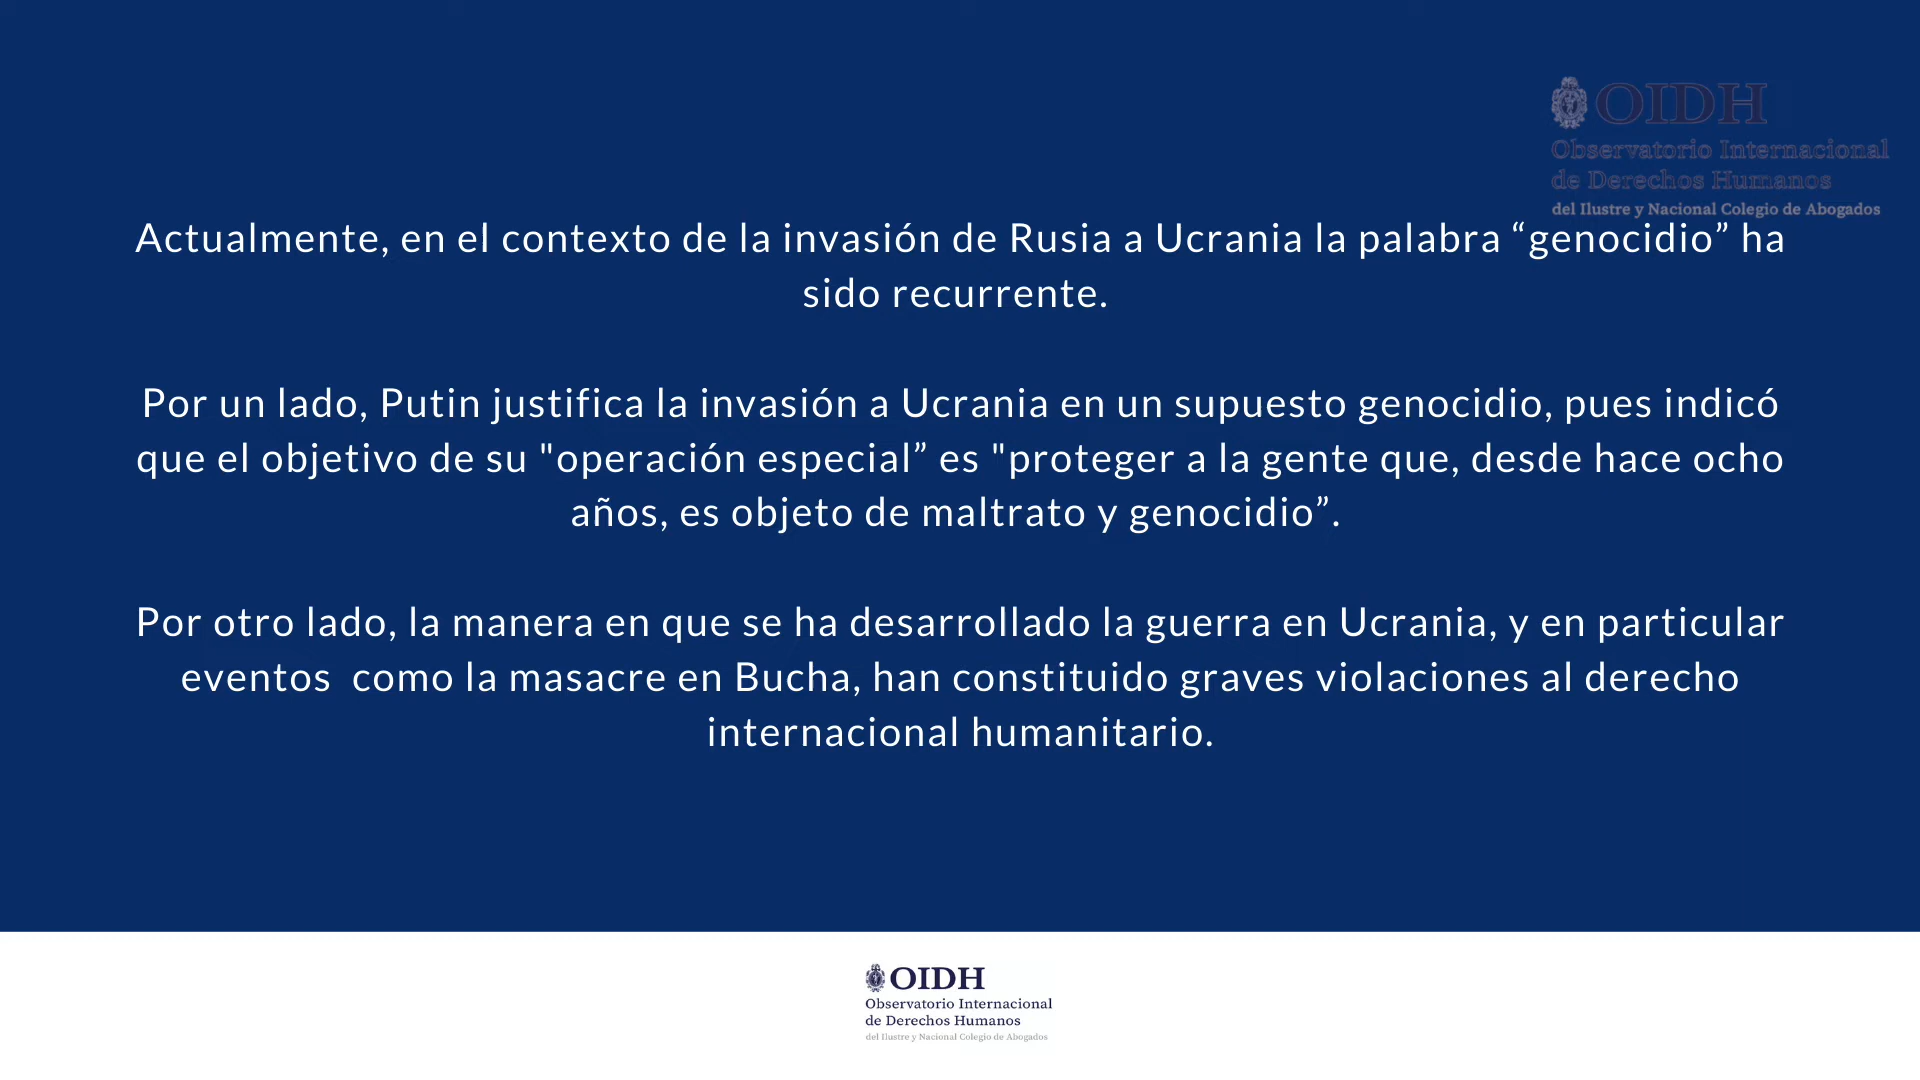 OIDH
Observatorio Internacional
de Derechos Humanos
del Ilustre y Nacional Colegio de Abogados
Actualmente, en el contexto de la invasión de Rusia a Ucrania la palabra “genocidio” ha
sido recurrente.
Por un lado, Putin justifica la invasión a Ucrania en un supuesto genocidio, pues indicó
que el objetivo de su "operación especial” es "proteger a la gente que, desde hace ocho
años, es objeto de maltrato y genocidio”.
Por otro lado, la manera en que se ha desarrollado la guerra en Ucrania, y en particular
eventos  como la masacre en Bucha, han constituido graves violaciones al derecho
internacional humanitario.
OIDH
Observatorio Internacional
de Derechos Humanos
del Ilustre y Nacional Colegio de Abogados